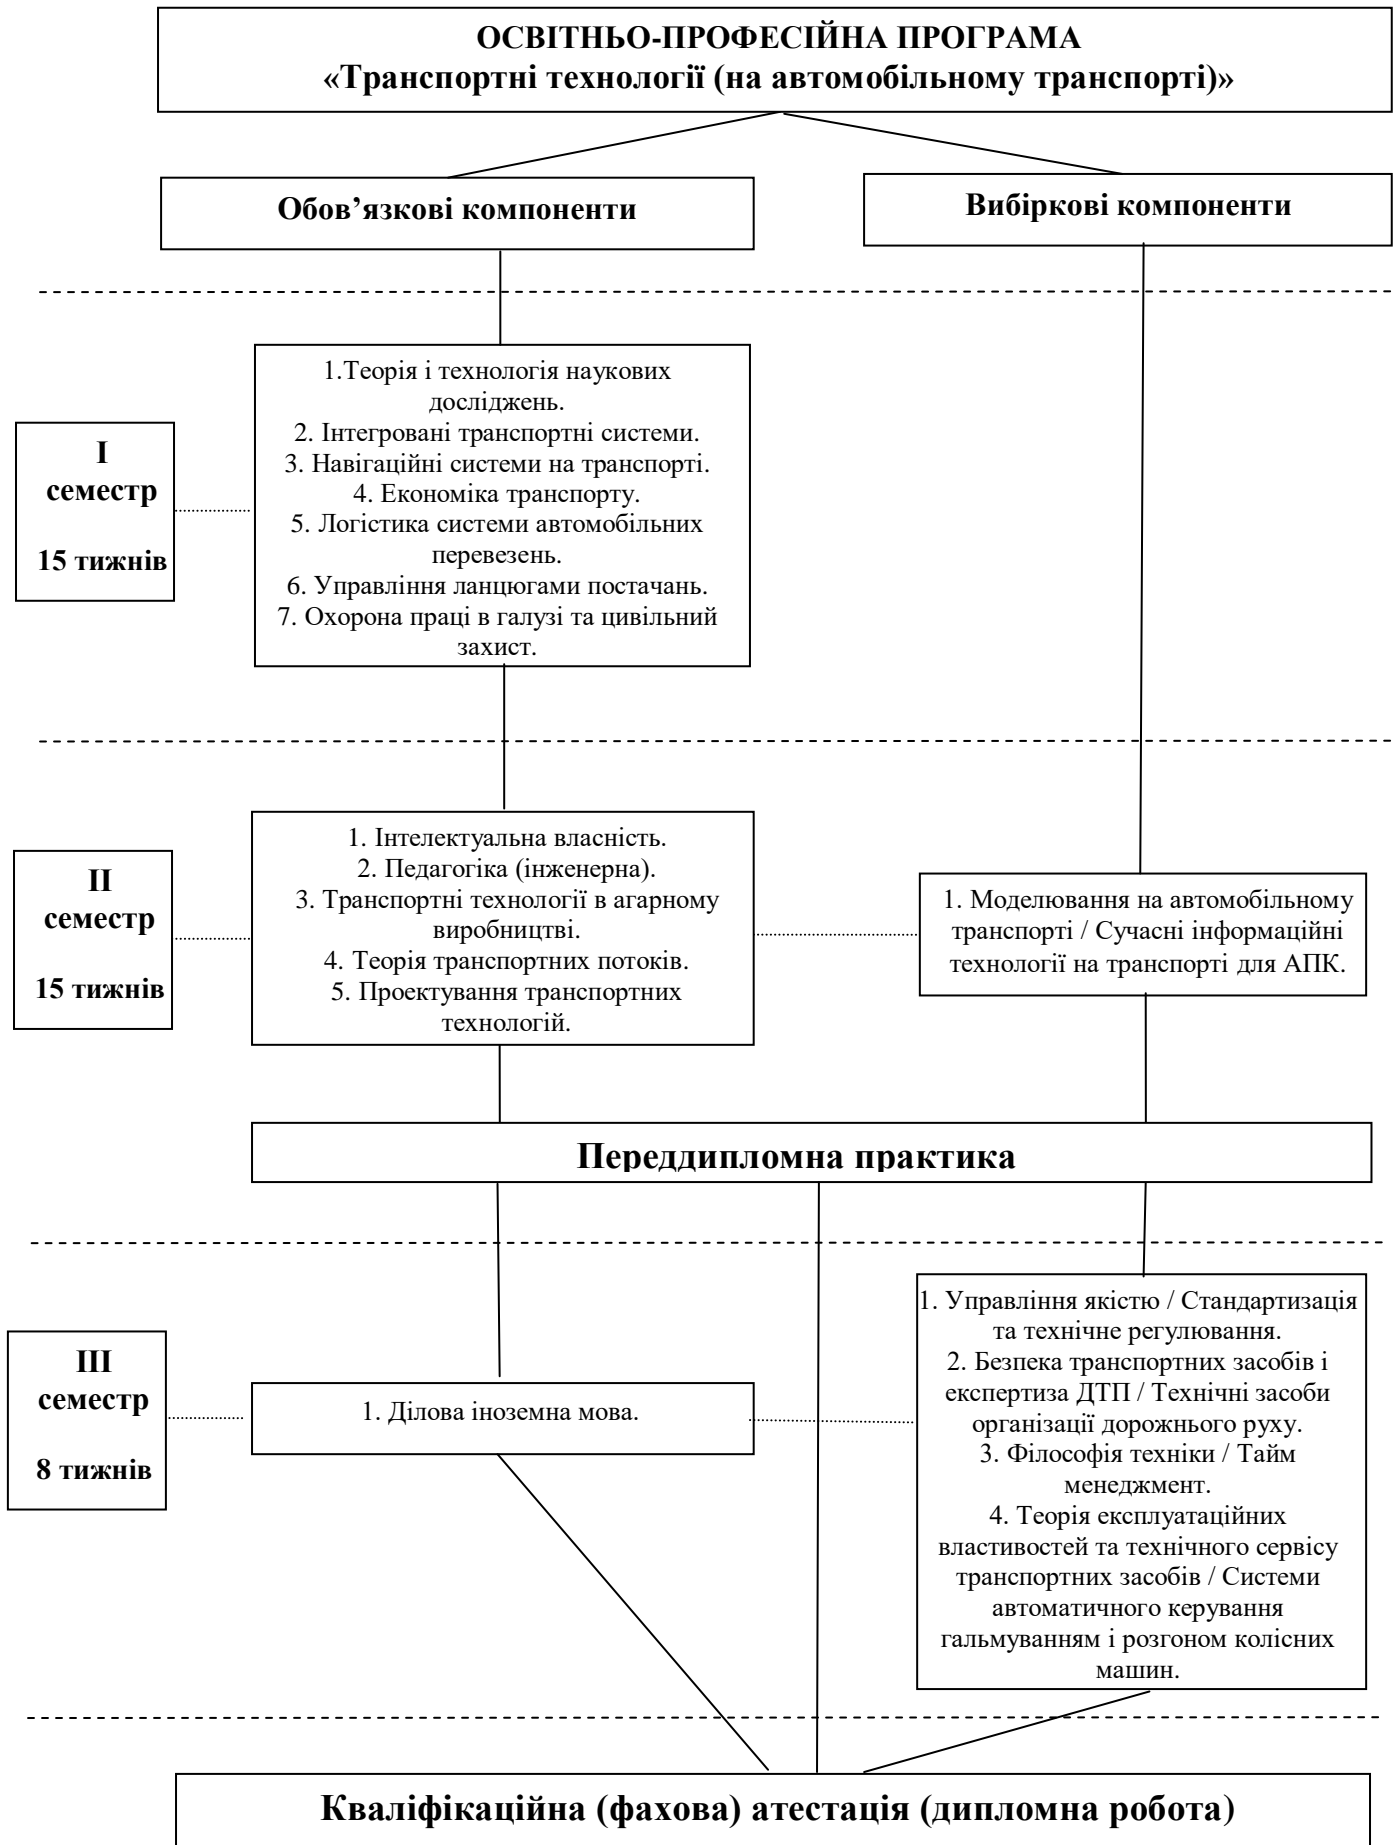 ОСВІТНЬО-ПРОФЕСІЙНА ПРОГРАМА
«Транспортні технології (на автомобільному транспорті)»
Обов’язкові компоненти
Вибіркові компоненти
І
семестр
15 тижнів
1.Теорія і технологія наукових
досліджень.
2. Інтегровані транспортні системи.
3. Навігаційні системи на транспорті.
4. Економіка транспорту.
5. Логістика системи автомобільних
перевезень.
6. Управління ланцюгами постачань.
7. Охорона праці в галузі та цивільний
захист.
ІІ
семестр
15 тижнів
1. Інтелектуальна власність.
2. Педагогіка (інженерна).
3. Транспортні технології в агарному
виробництві.
4. Теорія транспортних потоків.
5. Проектування транспортних
технологій.
1. Моделювання на автомобільному
транспорті / Сучасні інформаційні
технології на транспорті для АПК.
Переддипломна практика
ІІІ
семестр
8 тижнів
1. Ділова іноземна мова.
1. Управління якістю / Стандартизація
та технічне регулювання.
2. Безпека транспортних засобів і
експертиза ДТП / Технічні засоби
організації дорожнього руху.
3. Філософія техніки / Тайм
менеджмент.
4. Теорія експлуатаційних
властивостей та технічного сервісу
транспортних засобів / Системи
автоматичного керування
гальмуванням і розгоном колісних
машин.
Кваліфікаційна (фахова) атестація (дипломна робота)